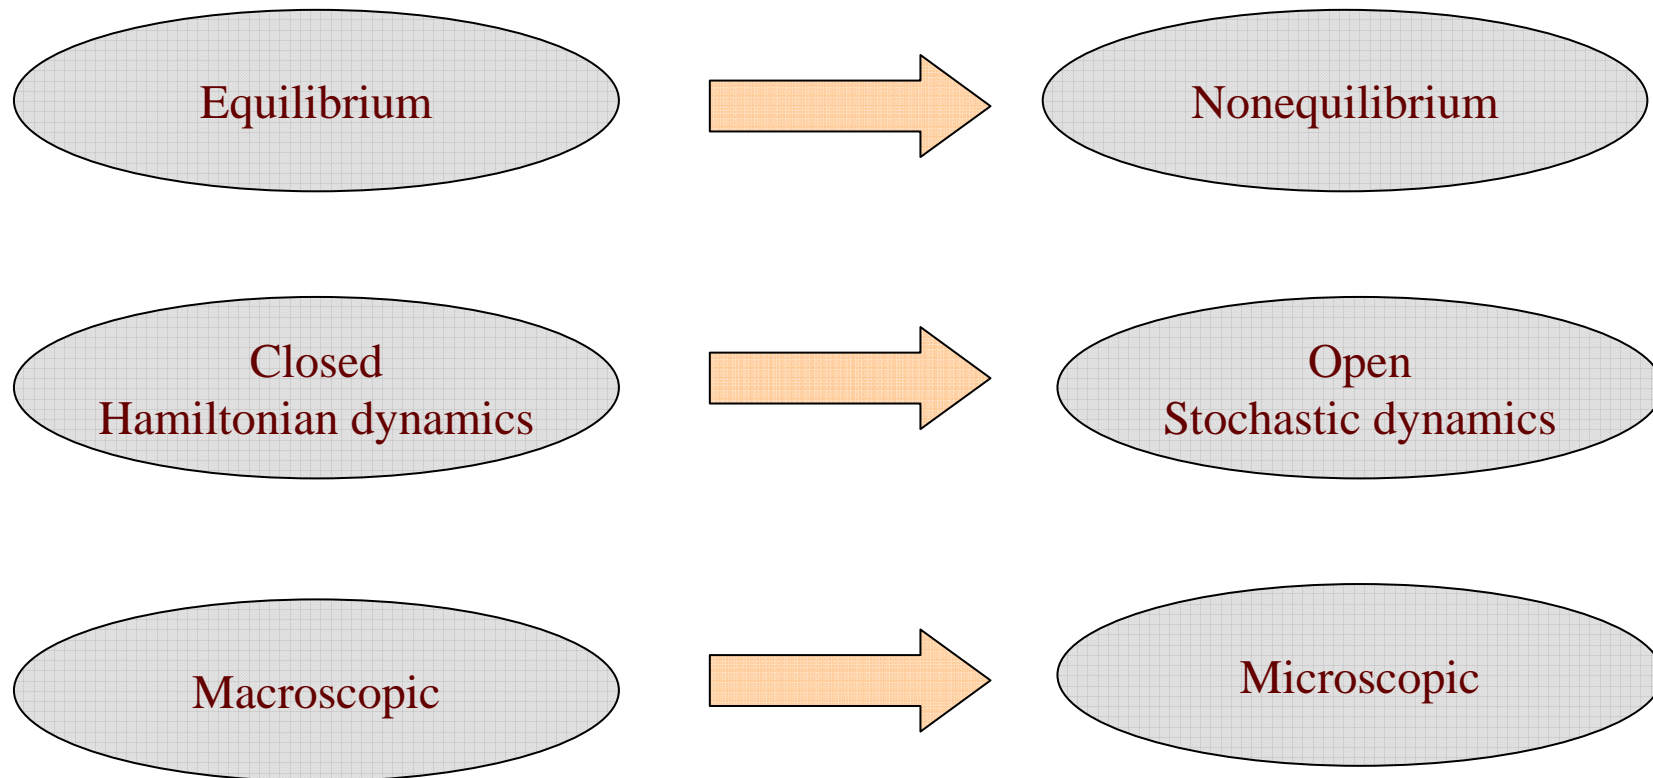 Equilibrium
Nonequilibrium
Closed
Hamiltonian dynamics
Open
Stochastic dynamics
Macroscopic
Microscopic